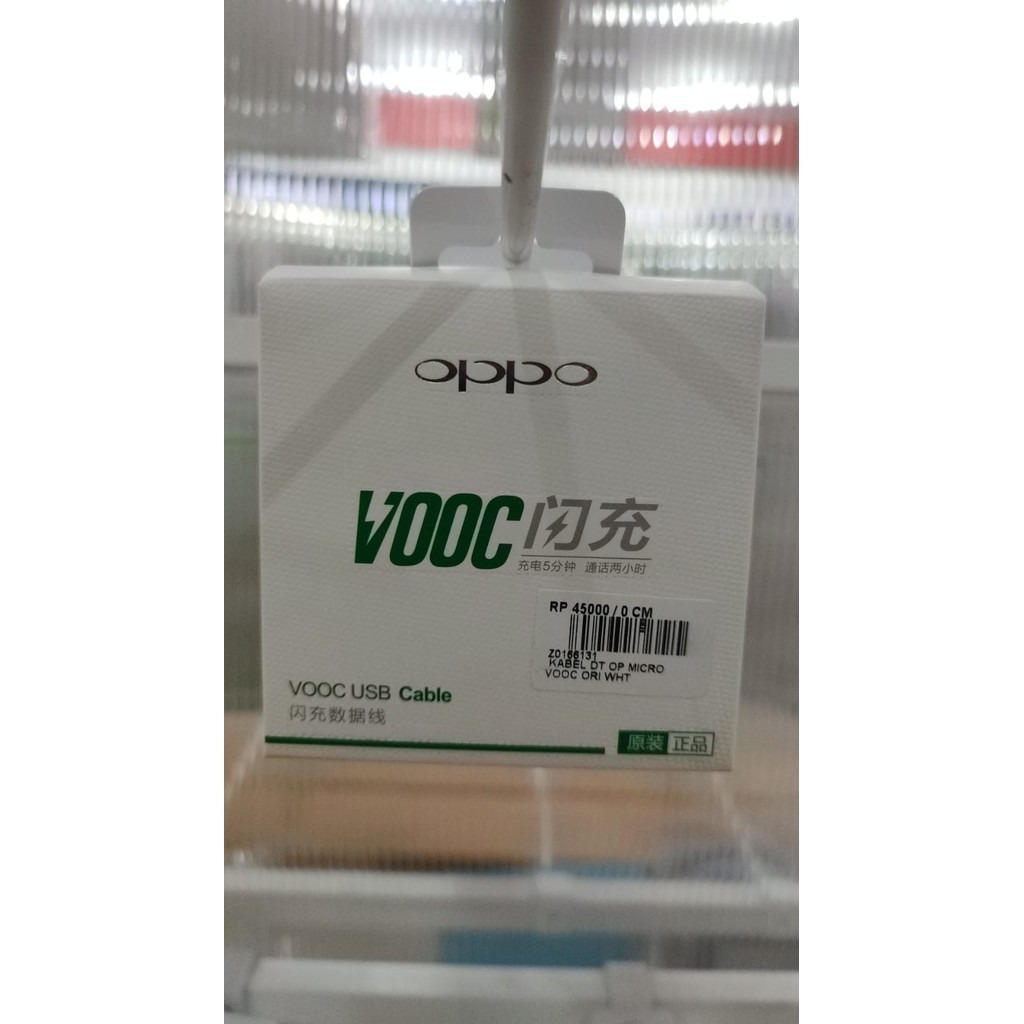 oppo
VOOC闪充
充电5分钟 通话两小时
RP 45000 / 0 CM
Z0166131
KABEL DT OP MICRO
VOOC ORI WHT
VOOC USB Cable
闪充数据线
原装 正品